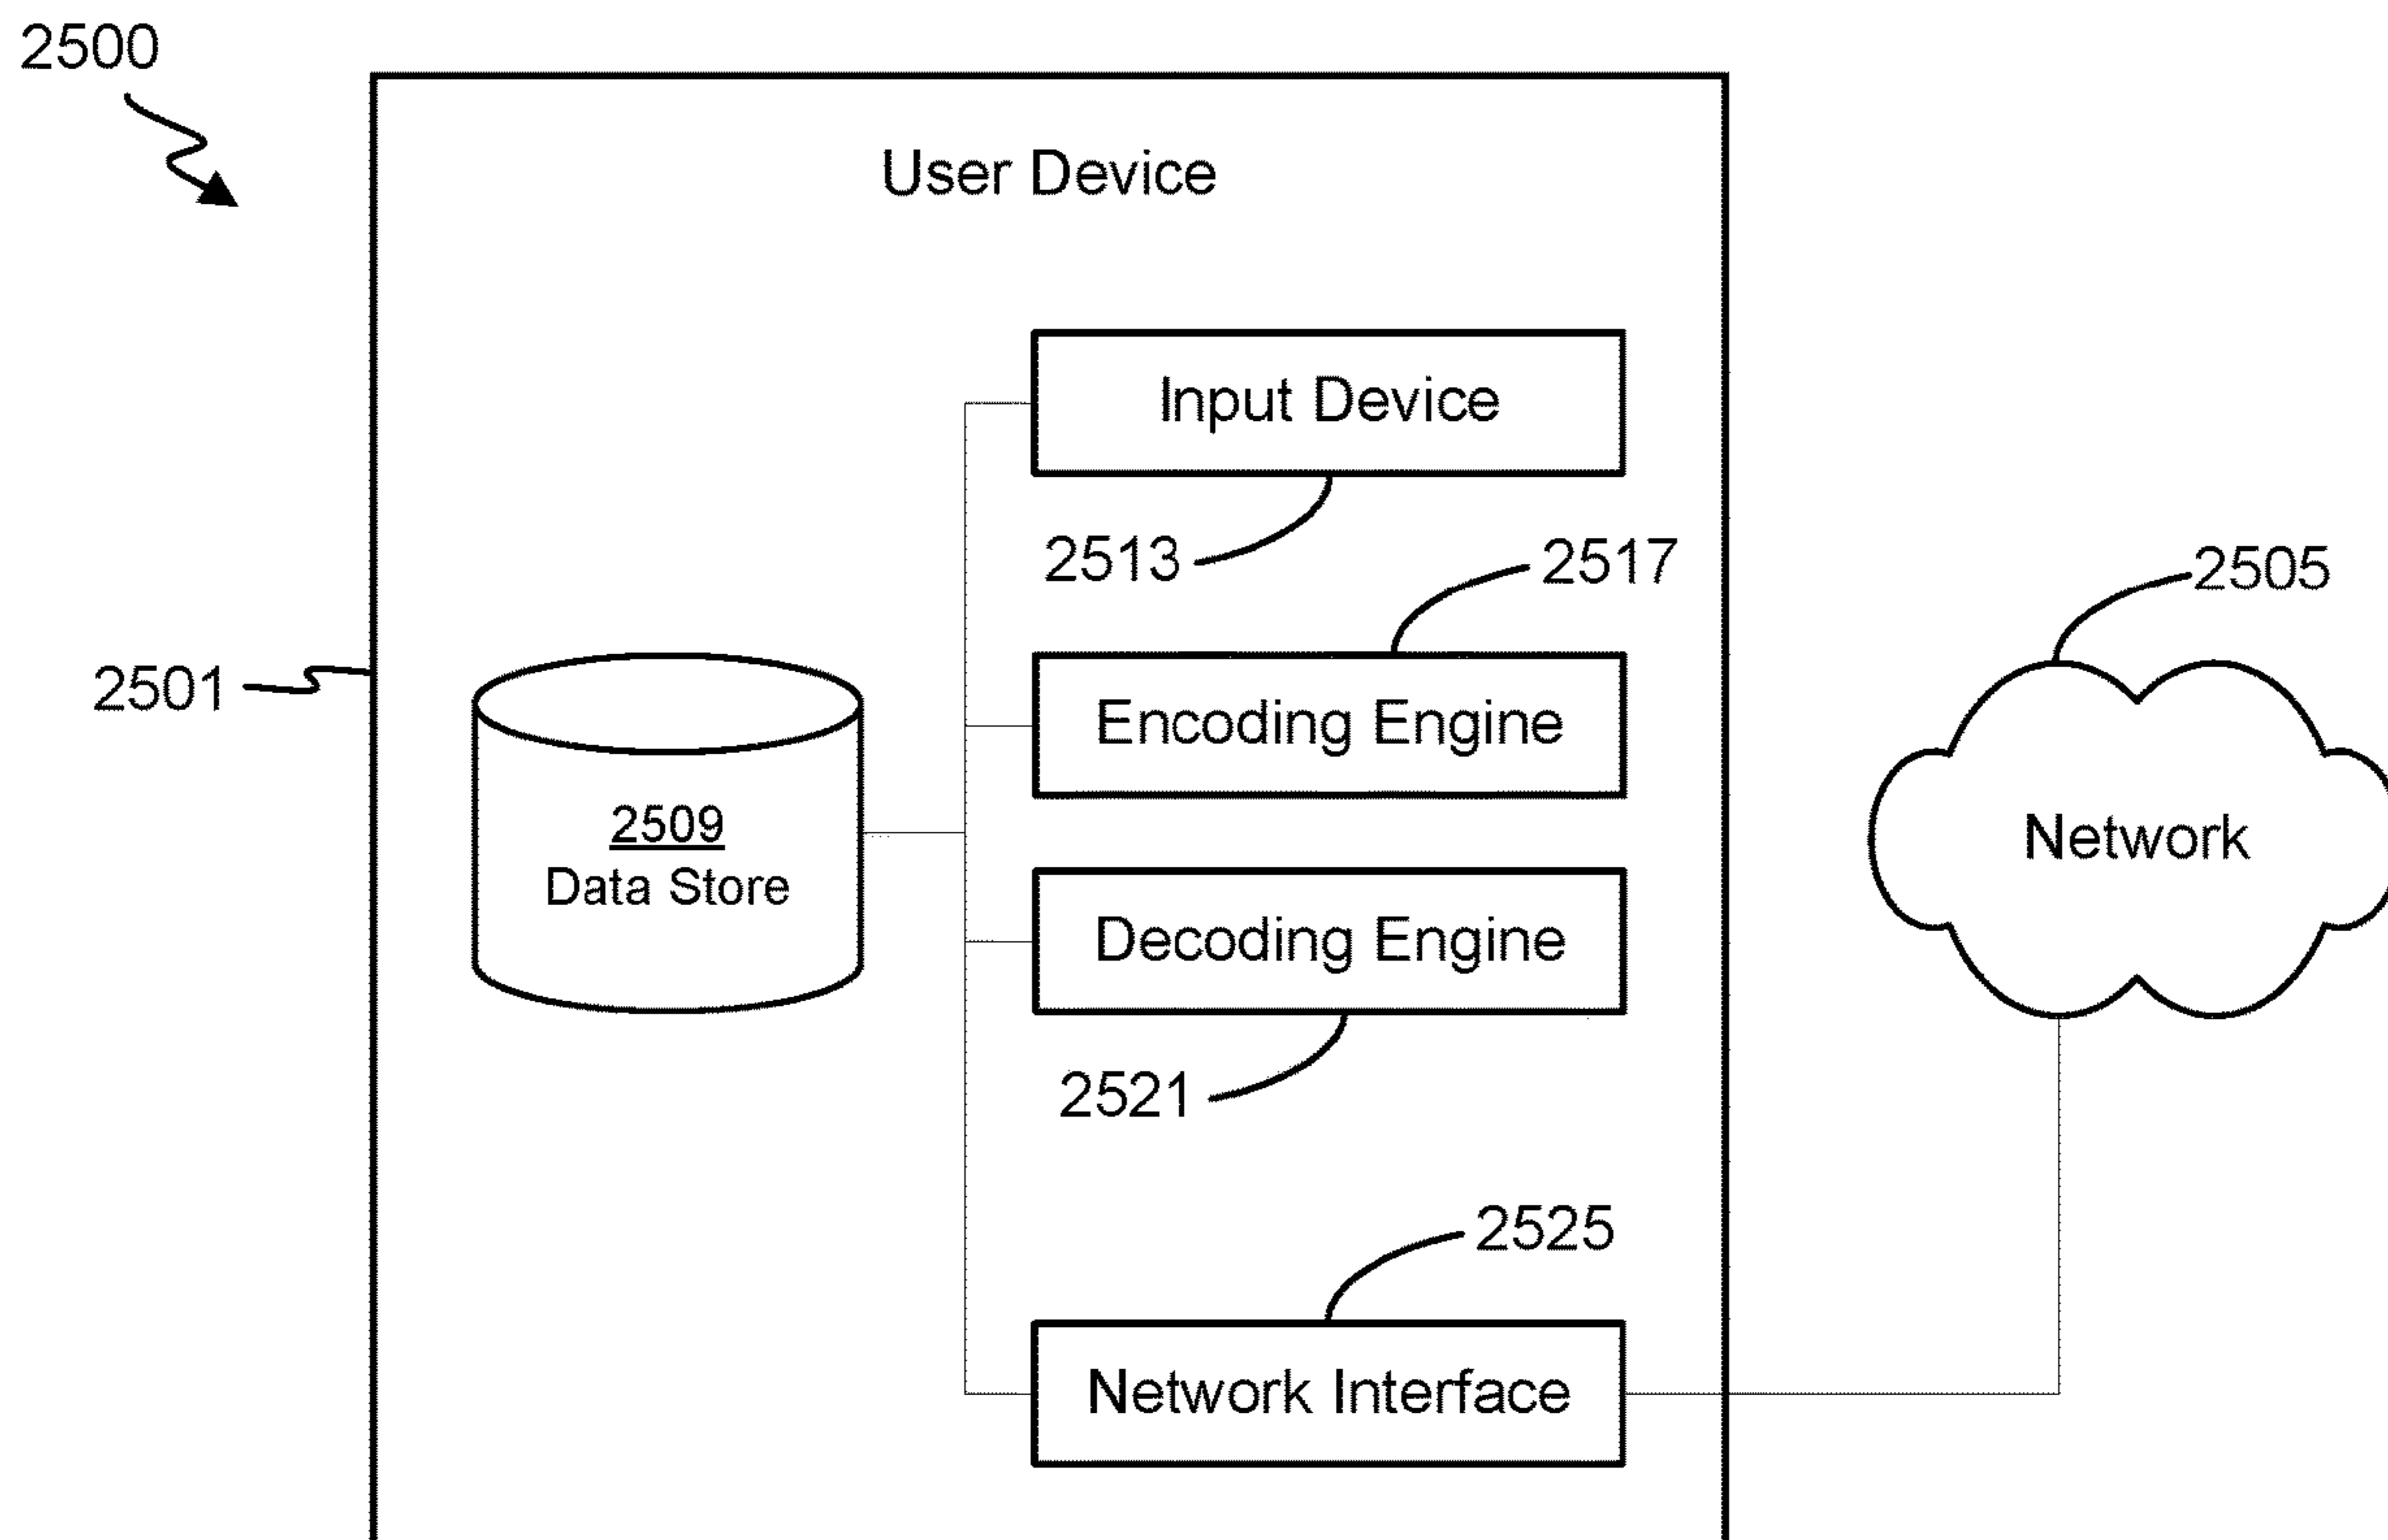 2500
User Device
Input Device
2513
2517
2505
2501
Encoding Engine
2509
Data Store
Network
Decoding Engine
2521
2525
Network Interface